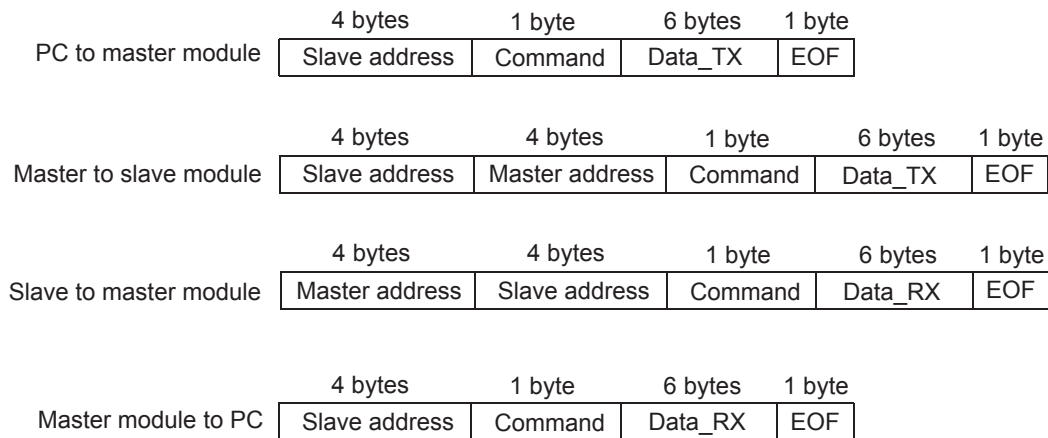 4 bytes 1 byte 6 bytes 1 byte
PC to master module Slave address Command Data_TX EOF
4 bytes 4 bytes 1 byte 6 bytes 1 byte
Master to slave module Slave address Master address Command Data_TX EOF
4 bytes 4 bytes 1 byte 6 bytes 1 byte
Slave to master module Master address Slave address Command Data_RX EOF
4 bytes 1 byte 6 bytes 1 byte
Master module to PC Slave address Command Data_RX EOF